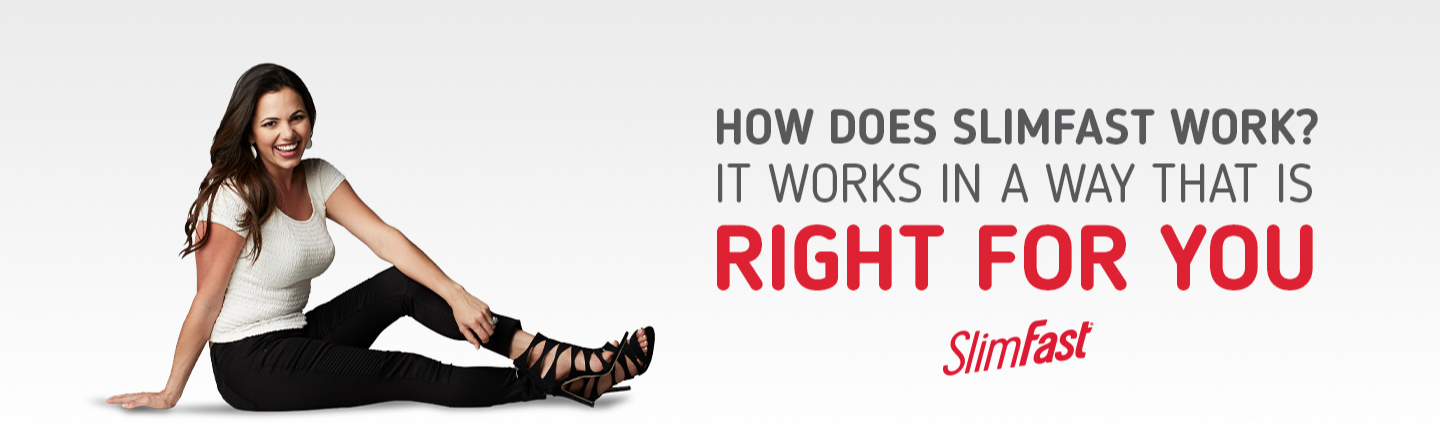 HOW DOES SLIMFAST WORK?
IT WORKS IN A WAY THAT IS
RIGHT FOR YOU
SlimFast